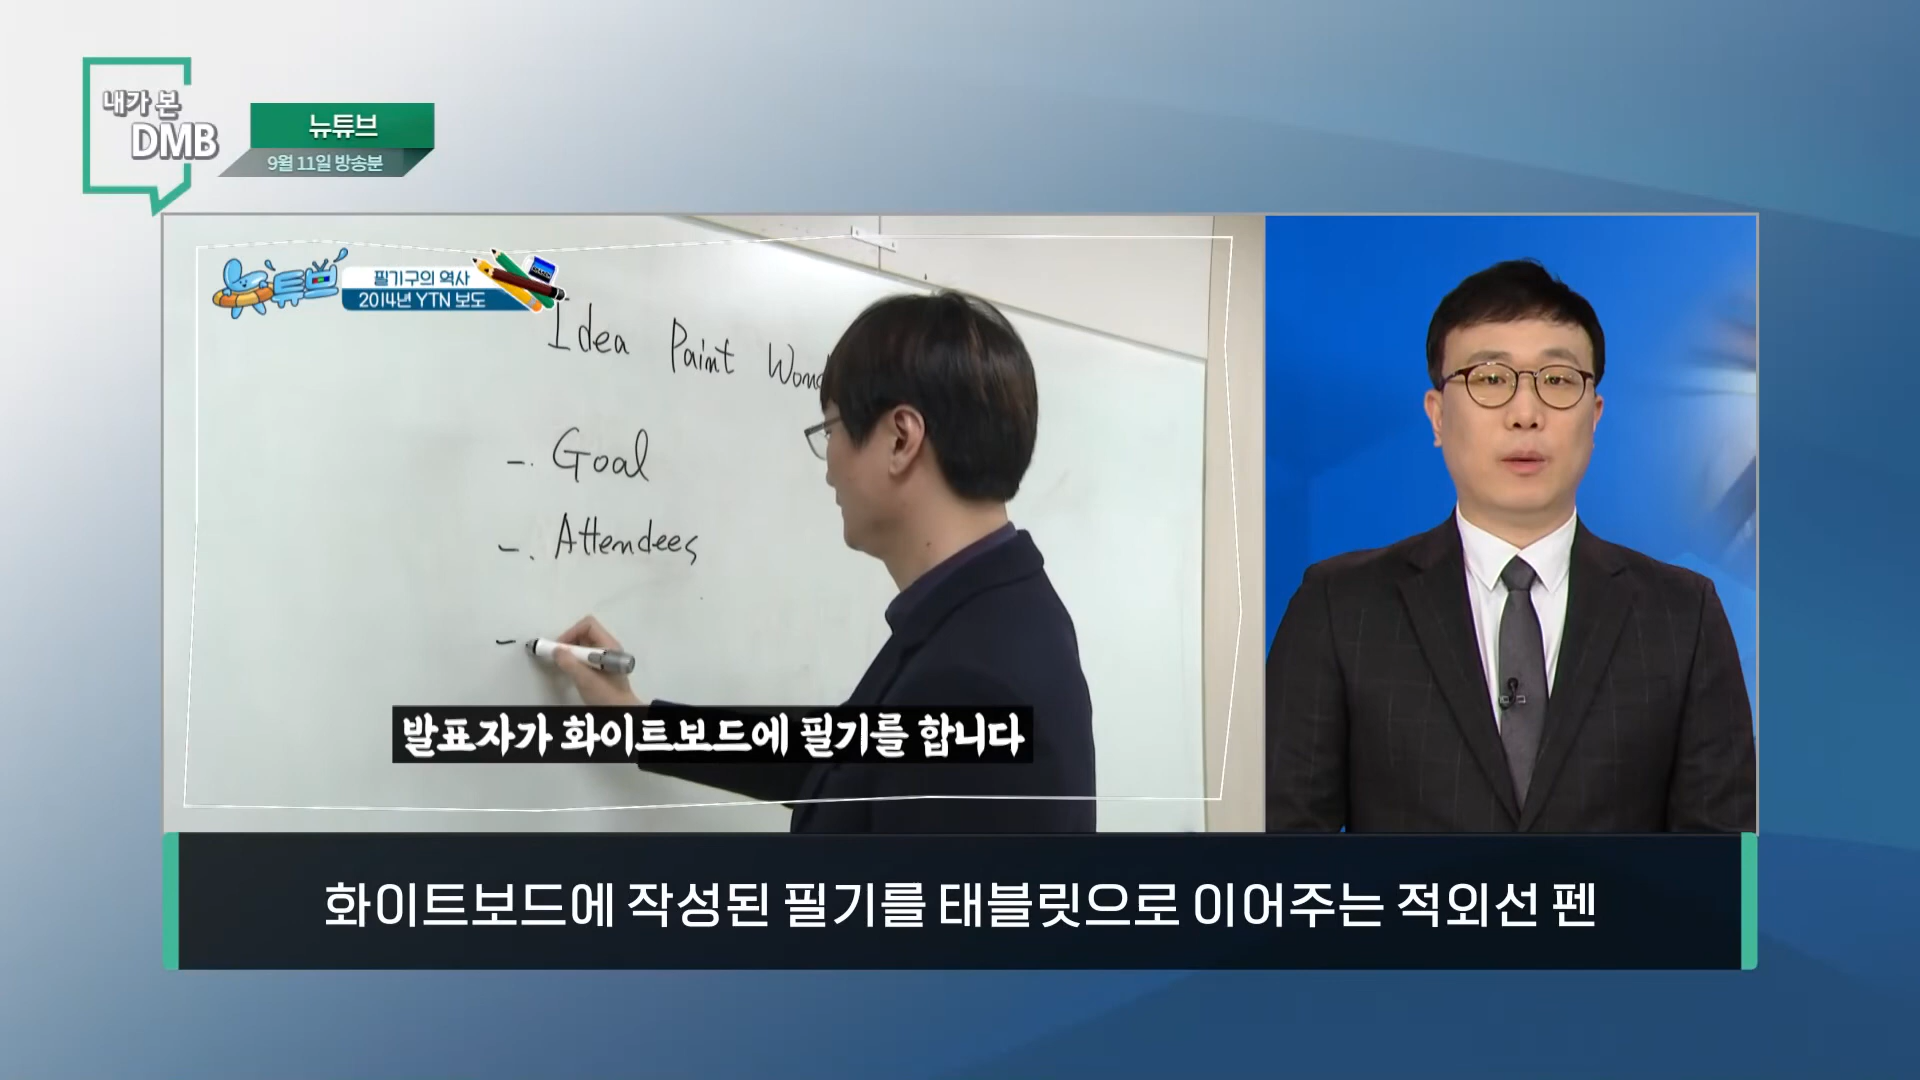 내가 본
DMB
뉴튜브
9월 11일 방송분
뉴튜브
필기구의 역사
2014년 YTN 보도
Idea Paint
-. Goal
-. Attendees
-
발표자가 화이트보드에 필기를 합니다
화이트보드에 작성된 필기를 태블릿으로 이어주는 적외선 펜